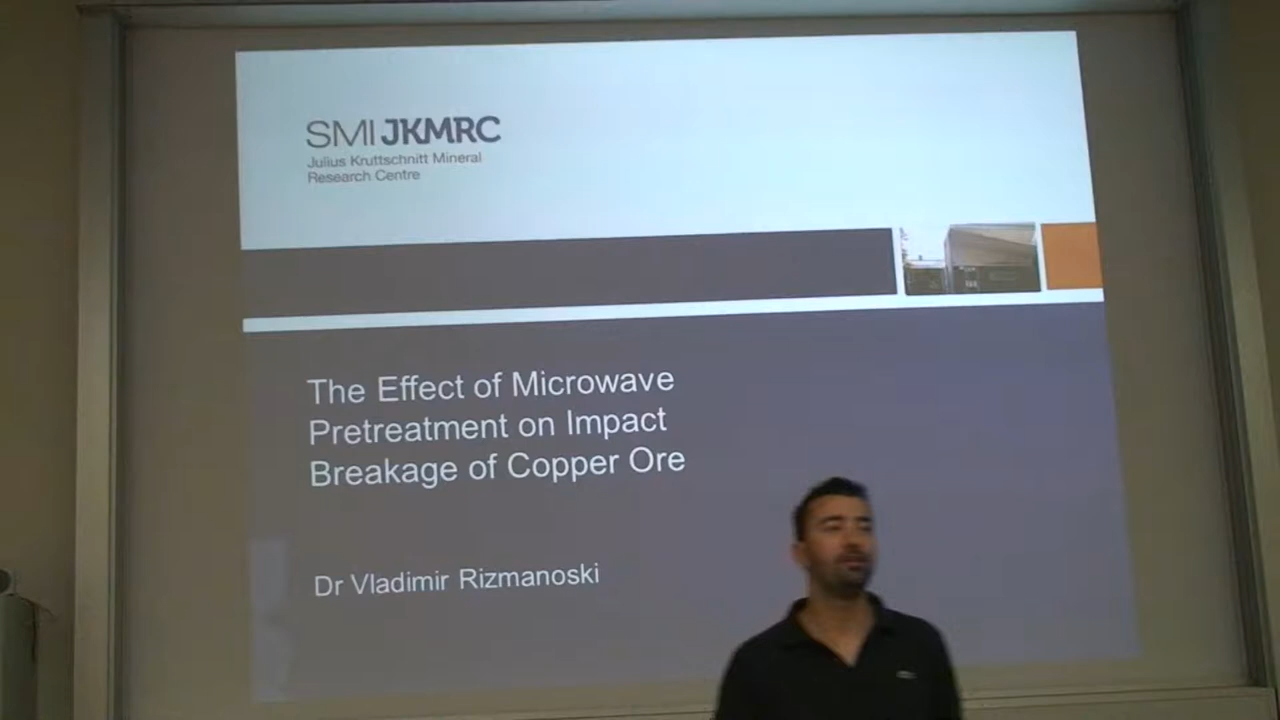 SMI JKMRC
Julius Kruttschnitt Mineral
Research Centre
The Effect of Microwave
Pretreatment on Impact
Breakage of Copper Ore
Dr Vladimir Rizmanoski